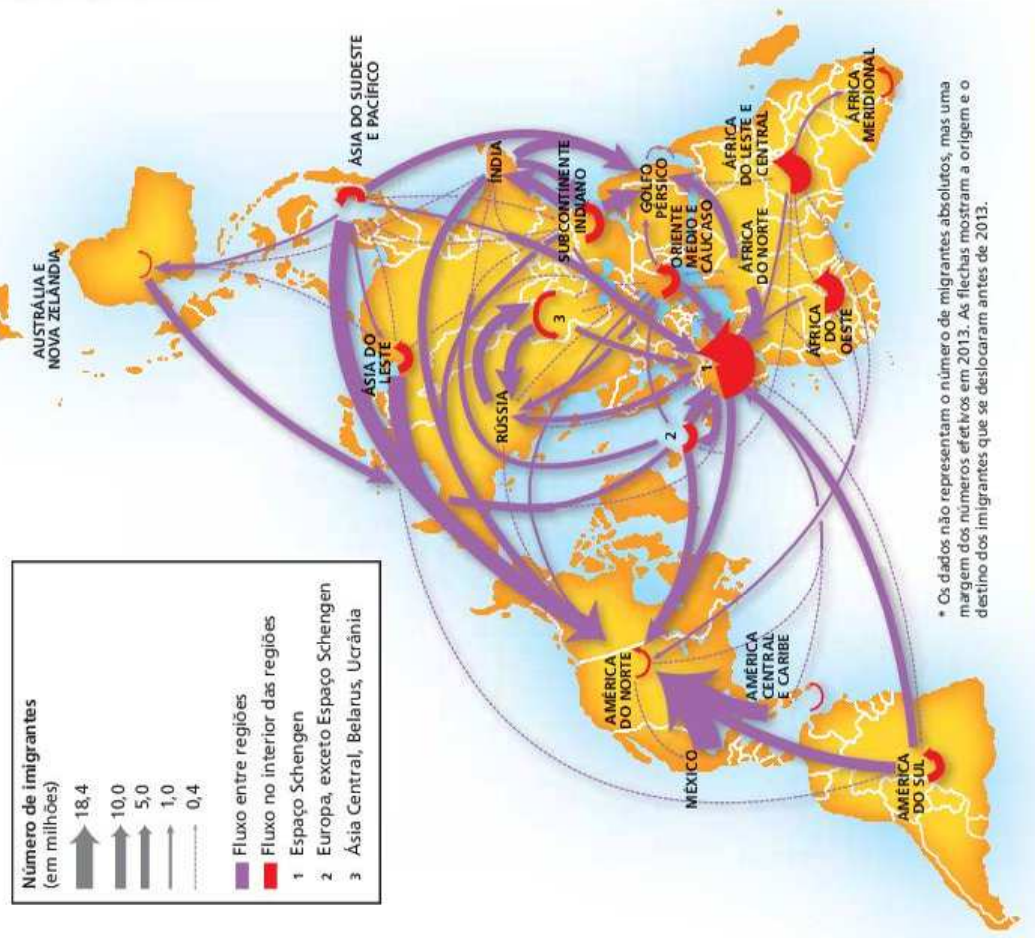 Número de imigrantes
(em milhões)
18,4
10,0
5,0
1,0
0,4
Fluxo entre regiões
Fluxo no interior das regiões
1 Espaço Schengen
2 Europa, exceto Espaço Schengen
3 Ásia Central, Belarus, Ucrânia
AUSTRÁLIA E
NOVA ZELÂNDIA
ÁSIA DO SUDESTE
E PACÍFICO
ÁSIA DO
LESTE
ÍNDIA
SUBCONTINENTE
INDIANO
RÚSSIA
3
GOLFO
PÉRSICO
ORIENTE
MÉDIO E
CÁUCASO
2
1
ÁFRICA
DO NORTE
ÁFRICA
DO LESTE E
CENTRAL
ÁFRICA
DO
OESTE
ÁFRICA
MERIDIONAL
AMÉRICA
DO NORTE
MÉXICO
AMÉRICA
CENTRAL
E CARIBE
AMÉRICA
DO SUL
* Os dados não representam o número de migrantes absolutos, mas uma
margem dos números efetivos em 2013. As flechas mostram a origem e o
destino dos imigrantes que se deslocaram antes de 2013.